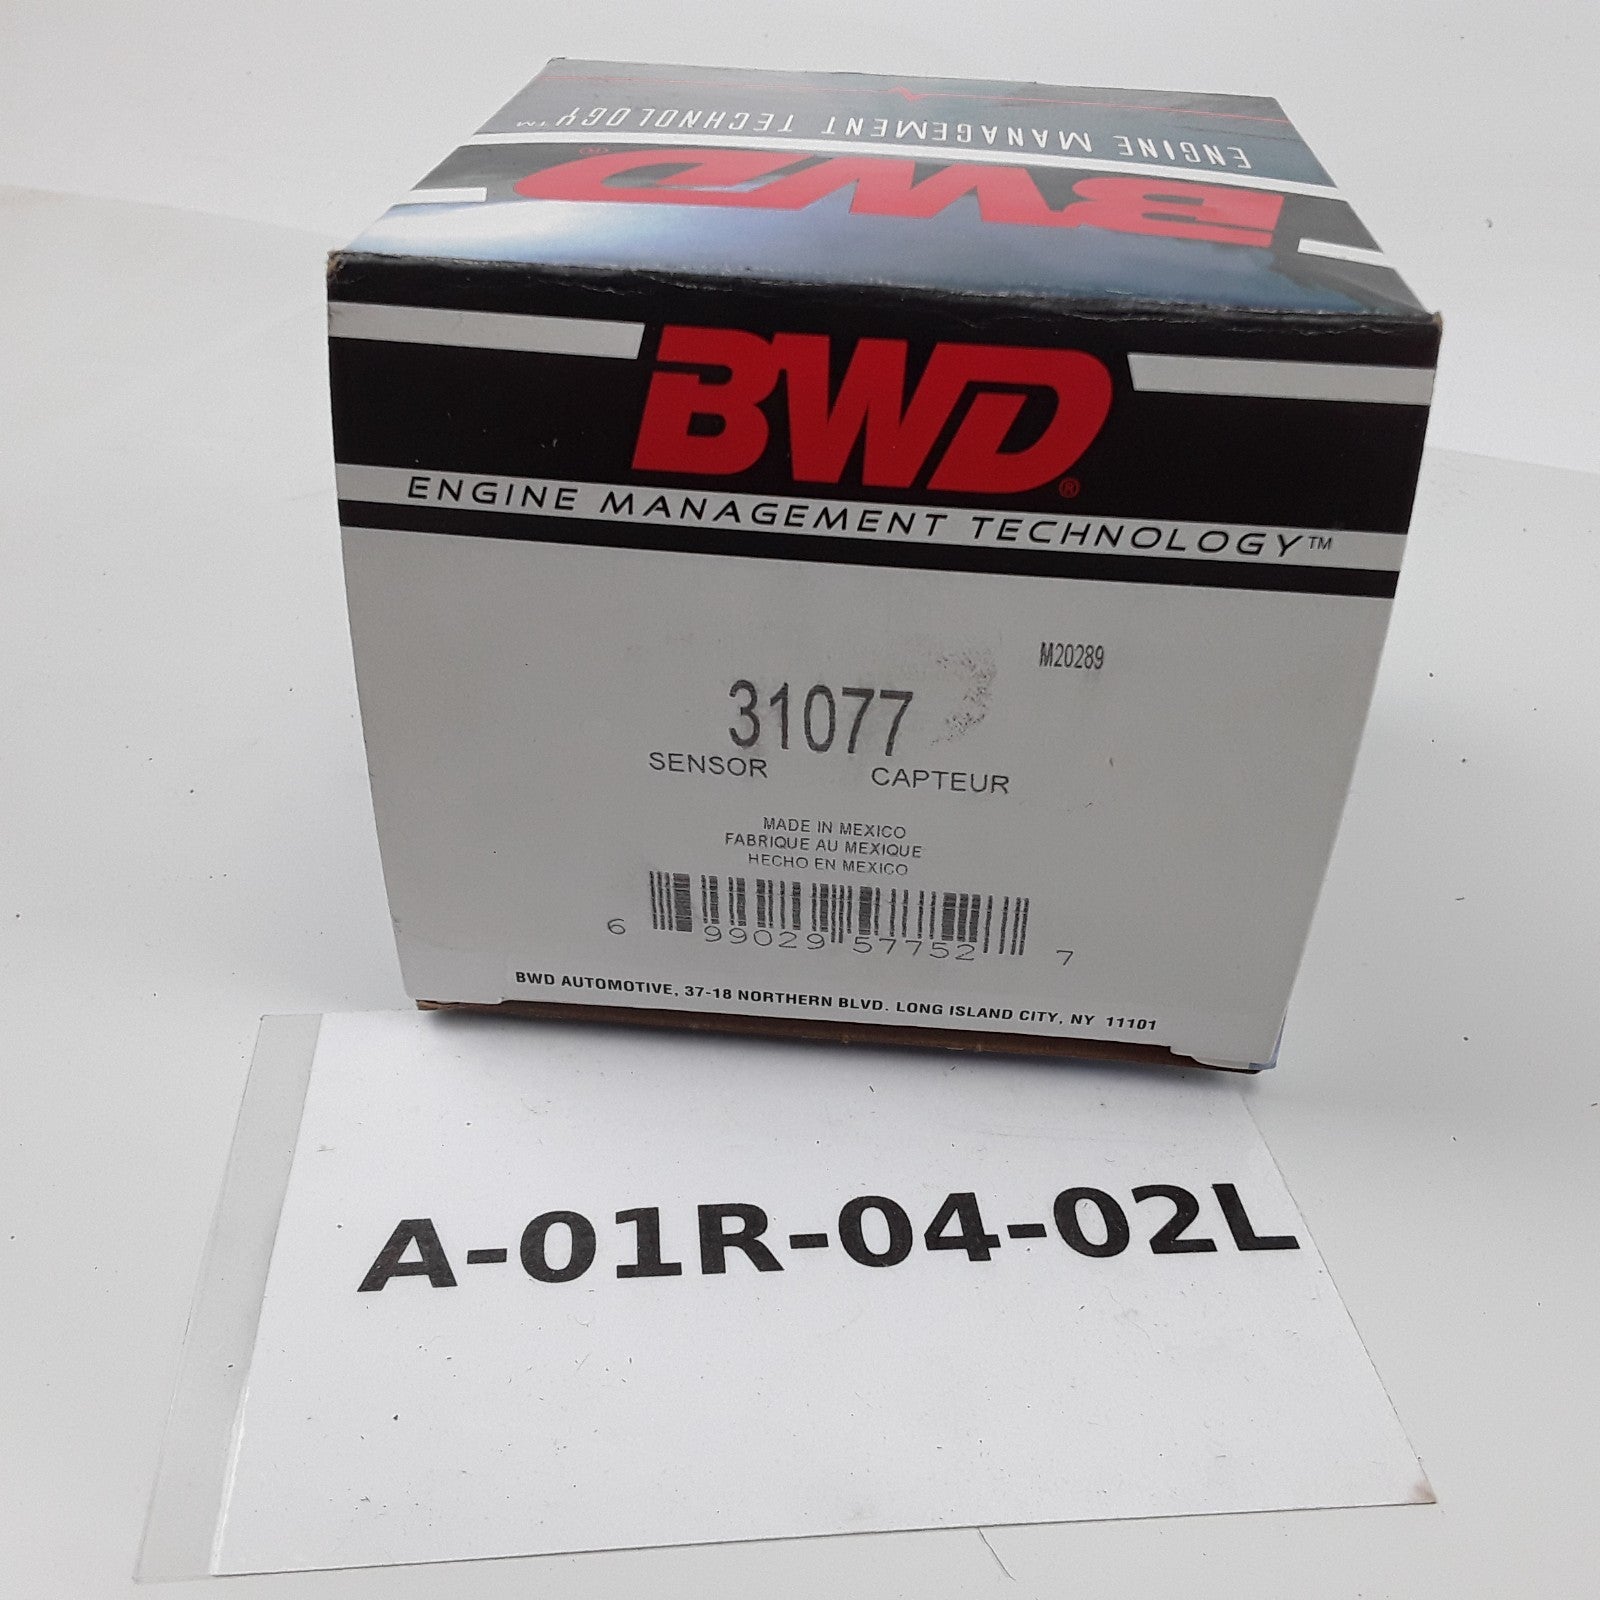 ENGINE MANAGEMENT TECHNOLOGY™
BWD®
BWD®
ENGINE MANAGEMENT TECHNOLOGY™
M20289
31077
SENSOR CAPTEUR
MADE IN MEXICO
FABRIQUE AU MEXIQUE
HECHO EN MEXICO
6 99029 57752 7
BWD AUTOMOTIVE, 37-18 NORTHERN BLVD. LONG ISLAND CITY, NY 11101
A-01R-04-02L